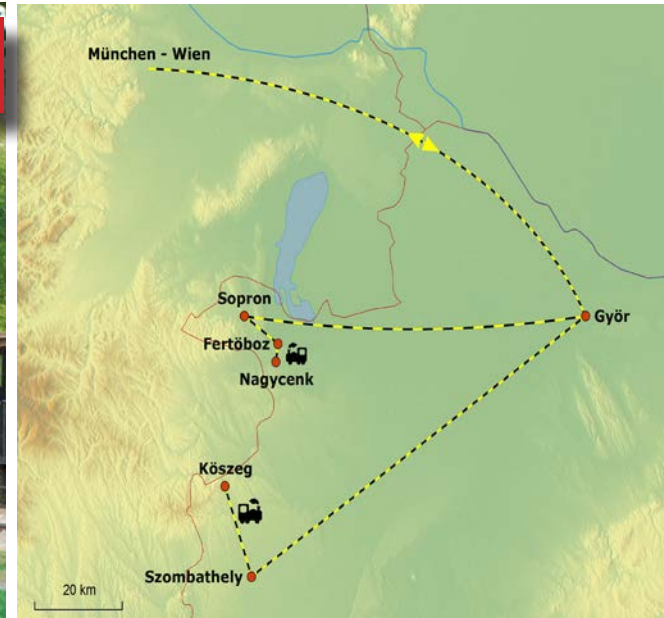 München - Wien
Sopron
Györ
Fertöboz
Nagycenk
Köszeg
Szombathely
20 km